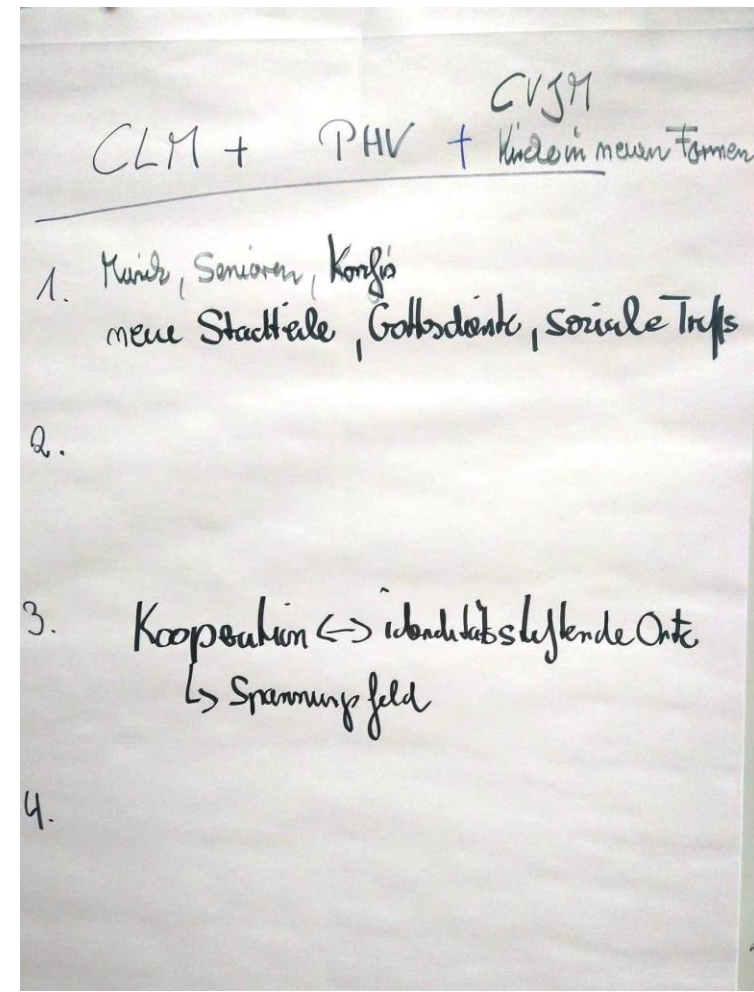 CVJM
CLM + PHV + Kirche in neuen Formen
1. Musik, Senioren, Konfis
neue Stadtteile, Gottesdienste, soziale Treffs
2.
3. Kooperation <-> identitätsstiftende Orte
↳ Spannungsfeld
4.